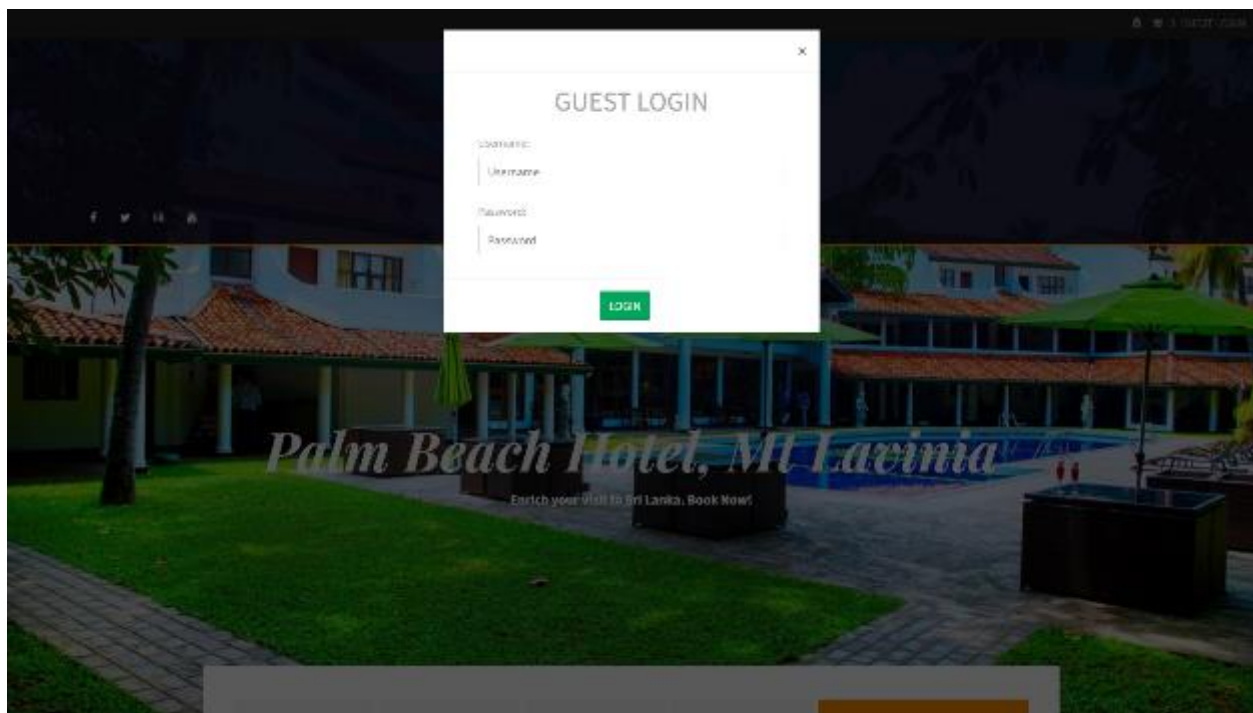 ×
GUEST LOGIN
Username:
Username
Password:
Password
LOGIN
Palm Beach Hotel, Mt Lavinia
Enrich your visit to Sri Lanka. Book Now!